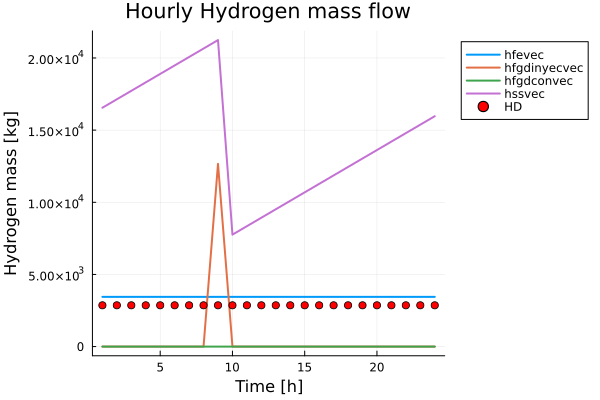 Hourly Hydrogen mass flow
Hydrogen mass [kg]
2.00×10⁴
1.50×10⁴
1.00×10⁴
5.00×10³
0
5 10 15 20
Time [h]
hfevec
hfgdinyecvec
hfgdconvec
hssvec
HD